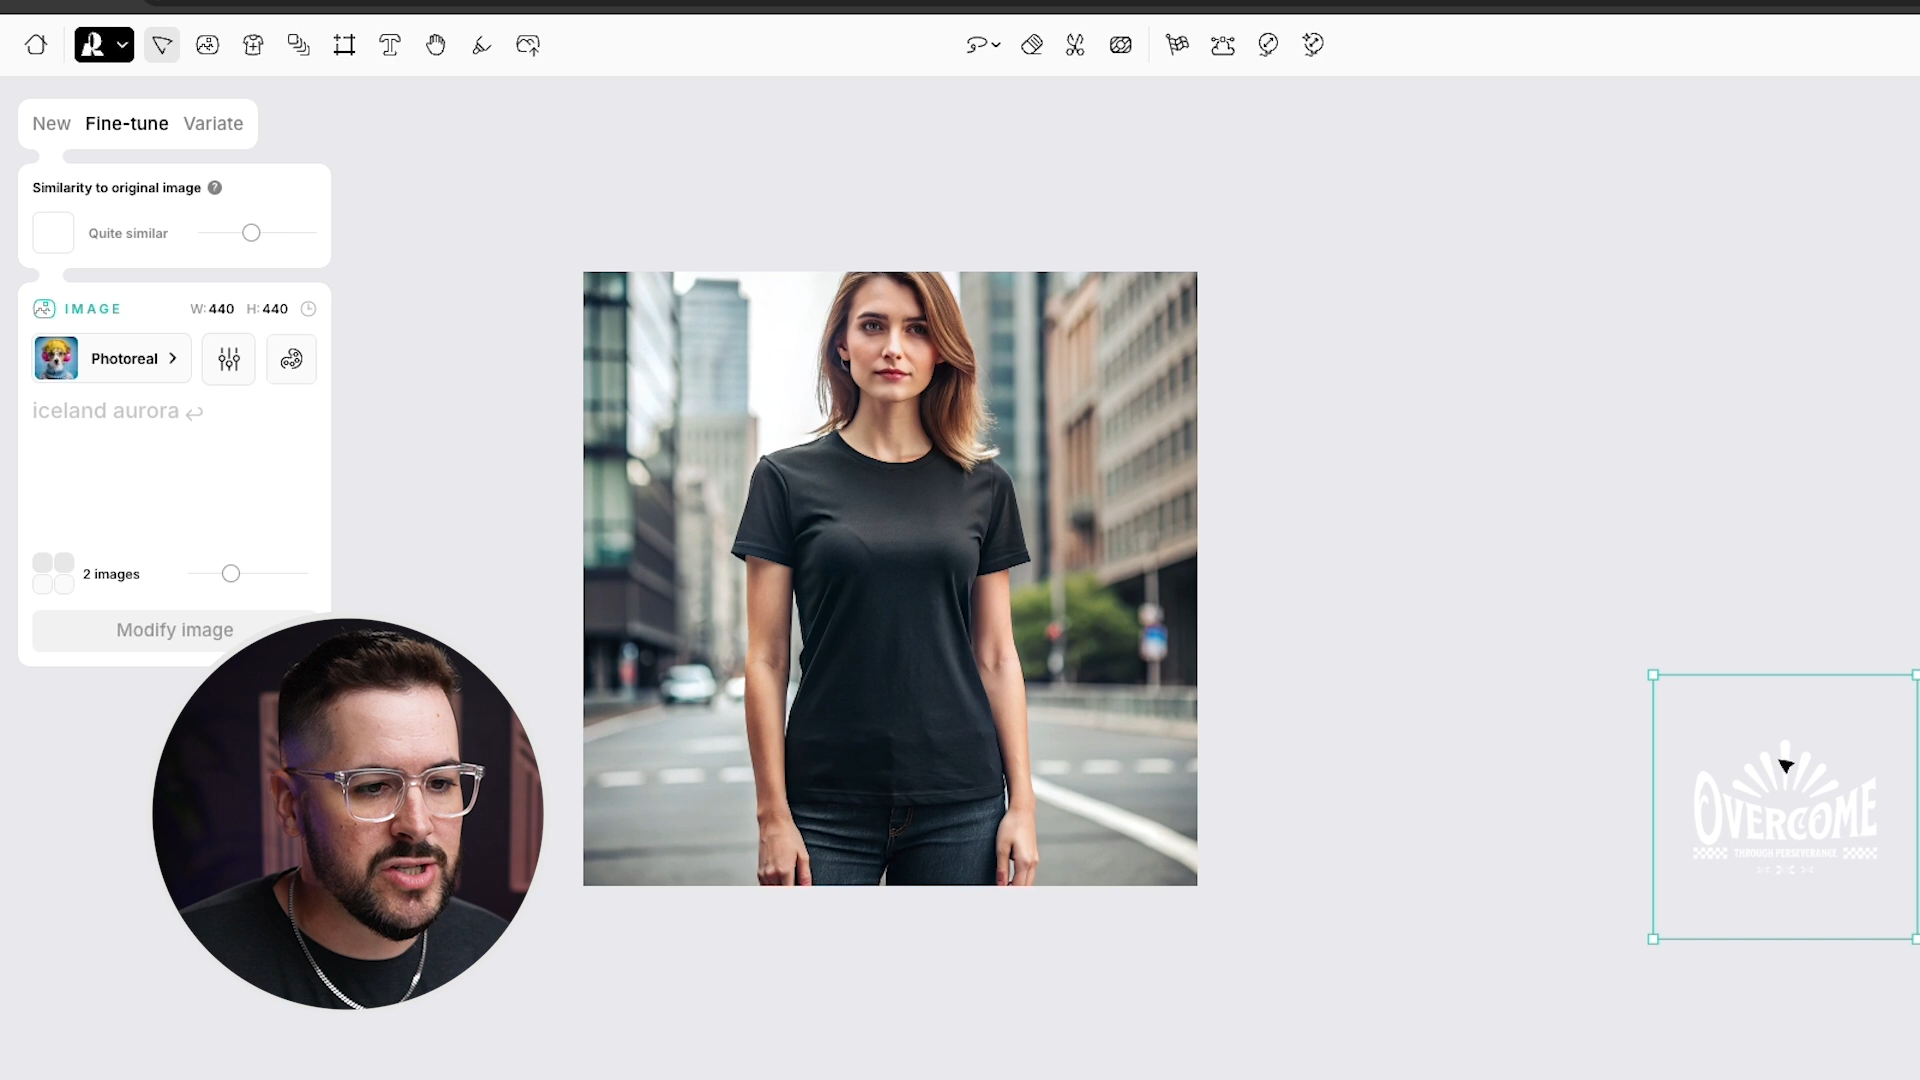 New Fine-tune Variate
Similarity to original image ?
Quite similar
IMAGE W: 440 H: 440
Photoreal
iceland aurora
2 images
Modify image
OVERCOME
THROUGH PERSEVERANCE